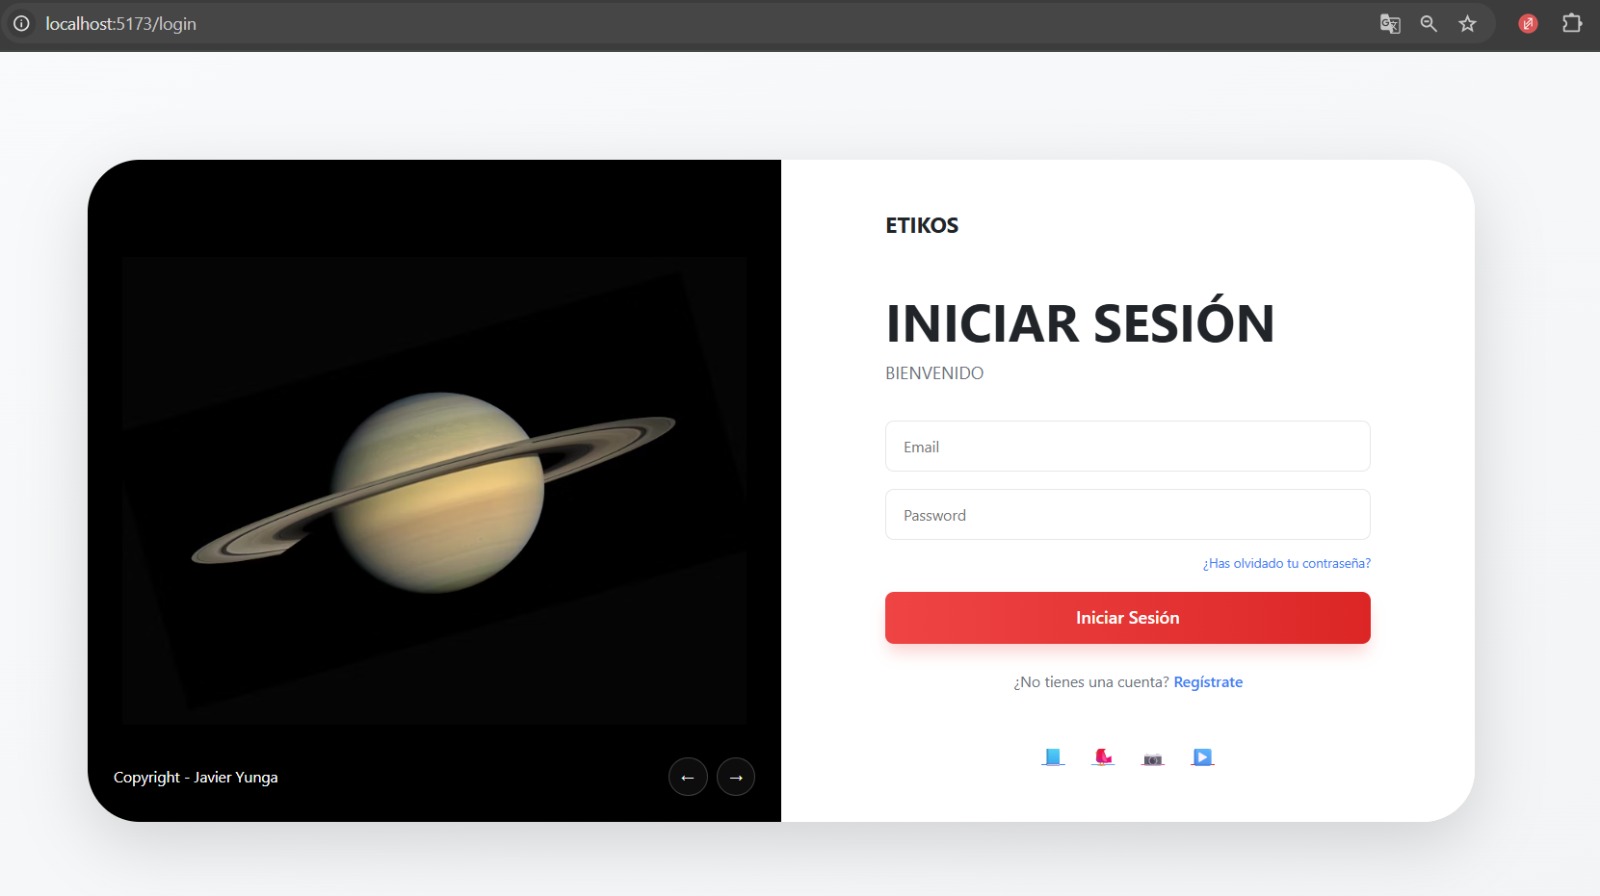 localhost:5173/login
ETIKOS
INICIAR SESIÓN
BIENVENIDO
Email
Password
¿Has olvidado tu contraseña?
Iniciar Sesión
¿No tienes una cuenta? Regístrate
Copyright - Javier Yunga